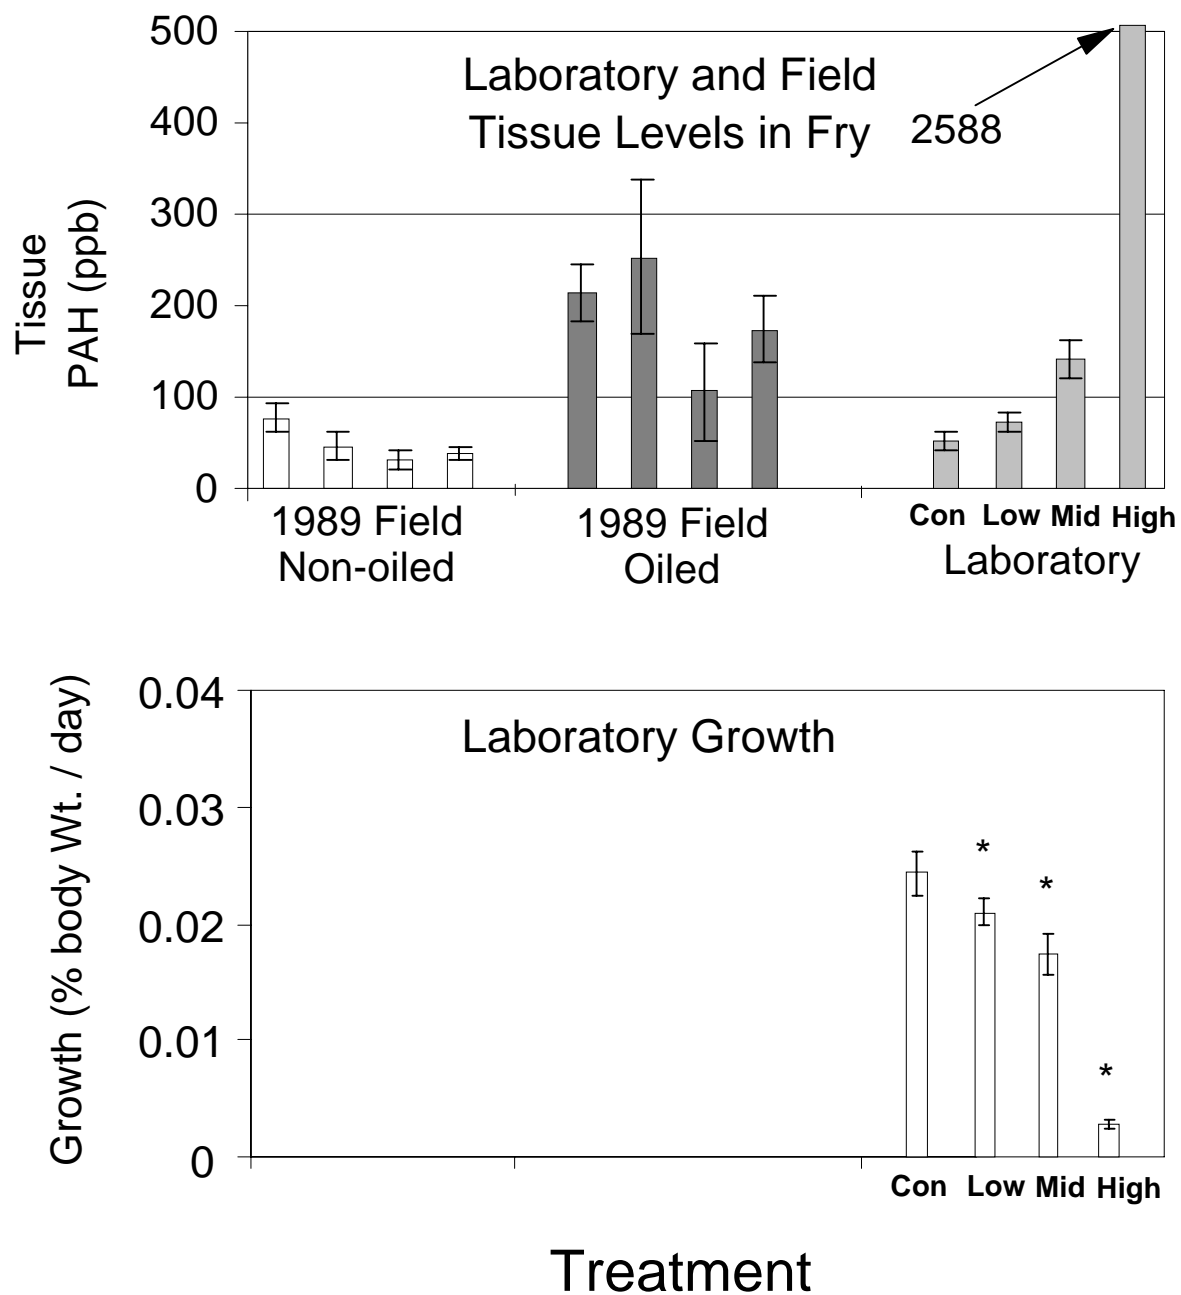 500
400
300
200
100
0
Tissue
PAH (ppb)
Laboratory and Field
Tissue Levels in Fry
2588
1989 Field
Non-oiled
1989 Field
Oiled
Con Low Mid High
Laboratory
0.04
0.03
0.02
0.01
0
Growth (% body Wt. / day)
Laboratory Growth
*
*
*
Con Low Mid High
Treatment